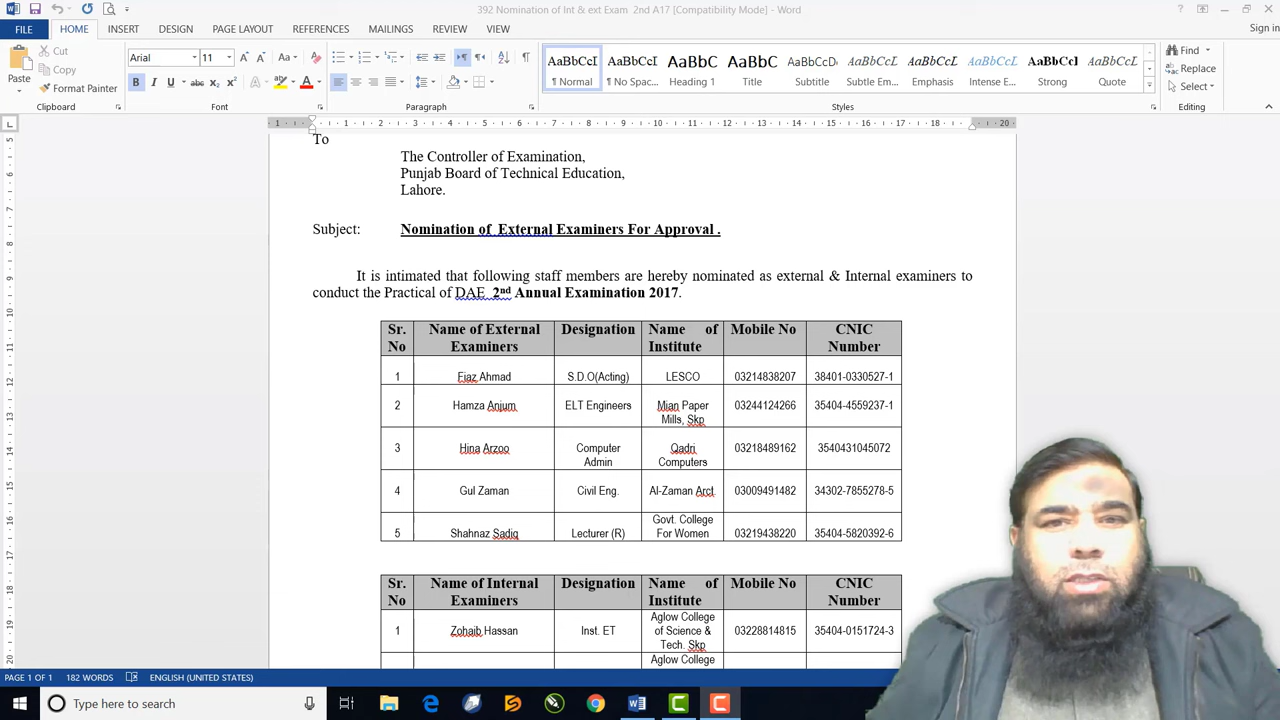 392 Nomination of Int & ext Exam 2nd A17 [Compatibility Mode] - Word
FILE HOME INSERT DESIGN PAGE LAYOUT REFERENCES MAILINGS REVIEW VIEW Sign in
Paste Cut Copy Format Painter
Clipboard
Arial 11
Font
Paragraph
AaBbCcI AaBbCcI AaBbC AaBbC AaBbCcD AaBbCcL AaBbCcL AaBbCcL AaBbCcl AaBbCcL
¶ Normal ¶ No Spac... Heading 1 Title Subtitle Subtle Em... Emphasis Intense E... Strong Quote
Styles
Find
Replace
Select
Editing
To
The Controller of Examination,
Punjab Board of Technical Education,
Lahore.
Subject: Nomination of External Examiners For Approval .
It is intimated that following staff members are hereby nominated as external & Internal examiners to
conduct the Practical of DAE 2nd Annual Examination 2017.
Sr. No Name of External Examiners Designation Name of Institute Mobile No CNIC Number
1 Fiaz Ahmad S.D.O(Acting) LESCO 03214838207 38401-0330527-1
2 Hamza Anjum ELT Engineers Mian Paper Mills, Skp 03244124266 35404-4559237-1
3 Hina Arzoo Computer Admin Qadri Computers 03218489162 3540431045072
4 Gul Zaman Civil Eng. Al-Zaman Arct 03009491482 34302-7855278-5
5 Shahnaz Sadiq Lecturer (R) Govt. College For Women 03219438220 35404-5820392-6
Sr. No Name of Internal Examiners Designation Name of Institute Mobile No CNIC Number
1 Zohaib Hassan Inst. ET Aglow College of Science & Tech. Skp 03228814815 35404-0151724-3
Aglow College
PAGE 1 OF 1 182 WORDS ENGLISH (UNITED STATES)
Type here to search